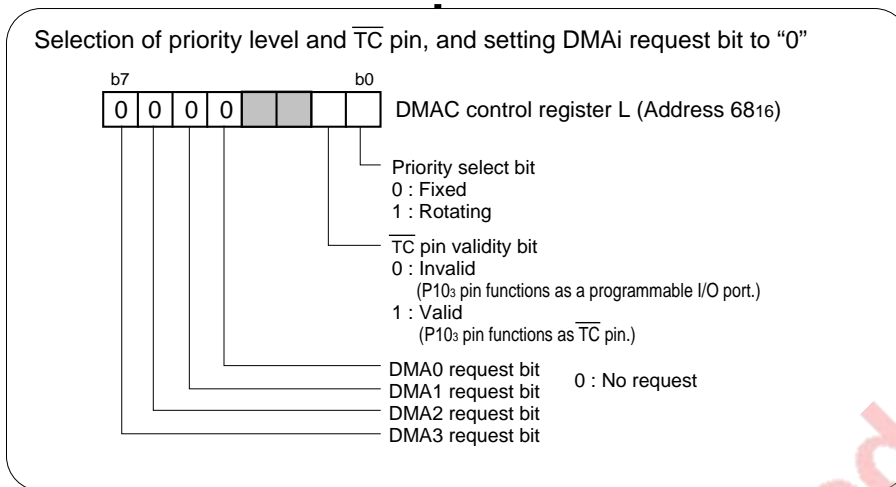 Selection of priority level and TC pin, and setting DMAi request bit to “0”
b7 b0
0 0 0 0 DMAC control register L (Address 6816)
Priority select bit
0 : Fixed
1 : Rotating
TC pin validity bit
0 : Invalid
(P103 pin functions as a programmable I/O port.)
1 : Valid
(P103 pin functions as TC pin.)
DMA0 request bit
DMA1 request bit 0 : No request
DMA2 request bit
DMA3 request bit